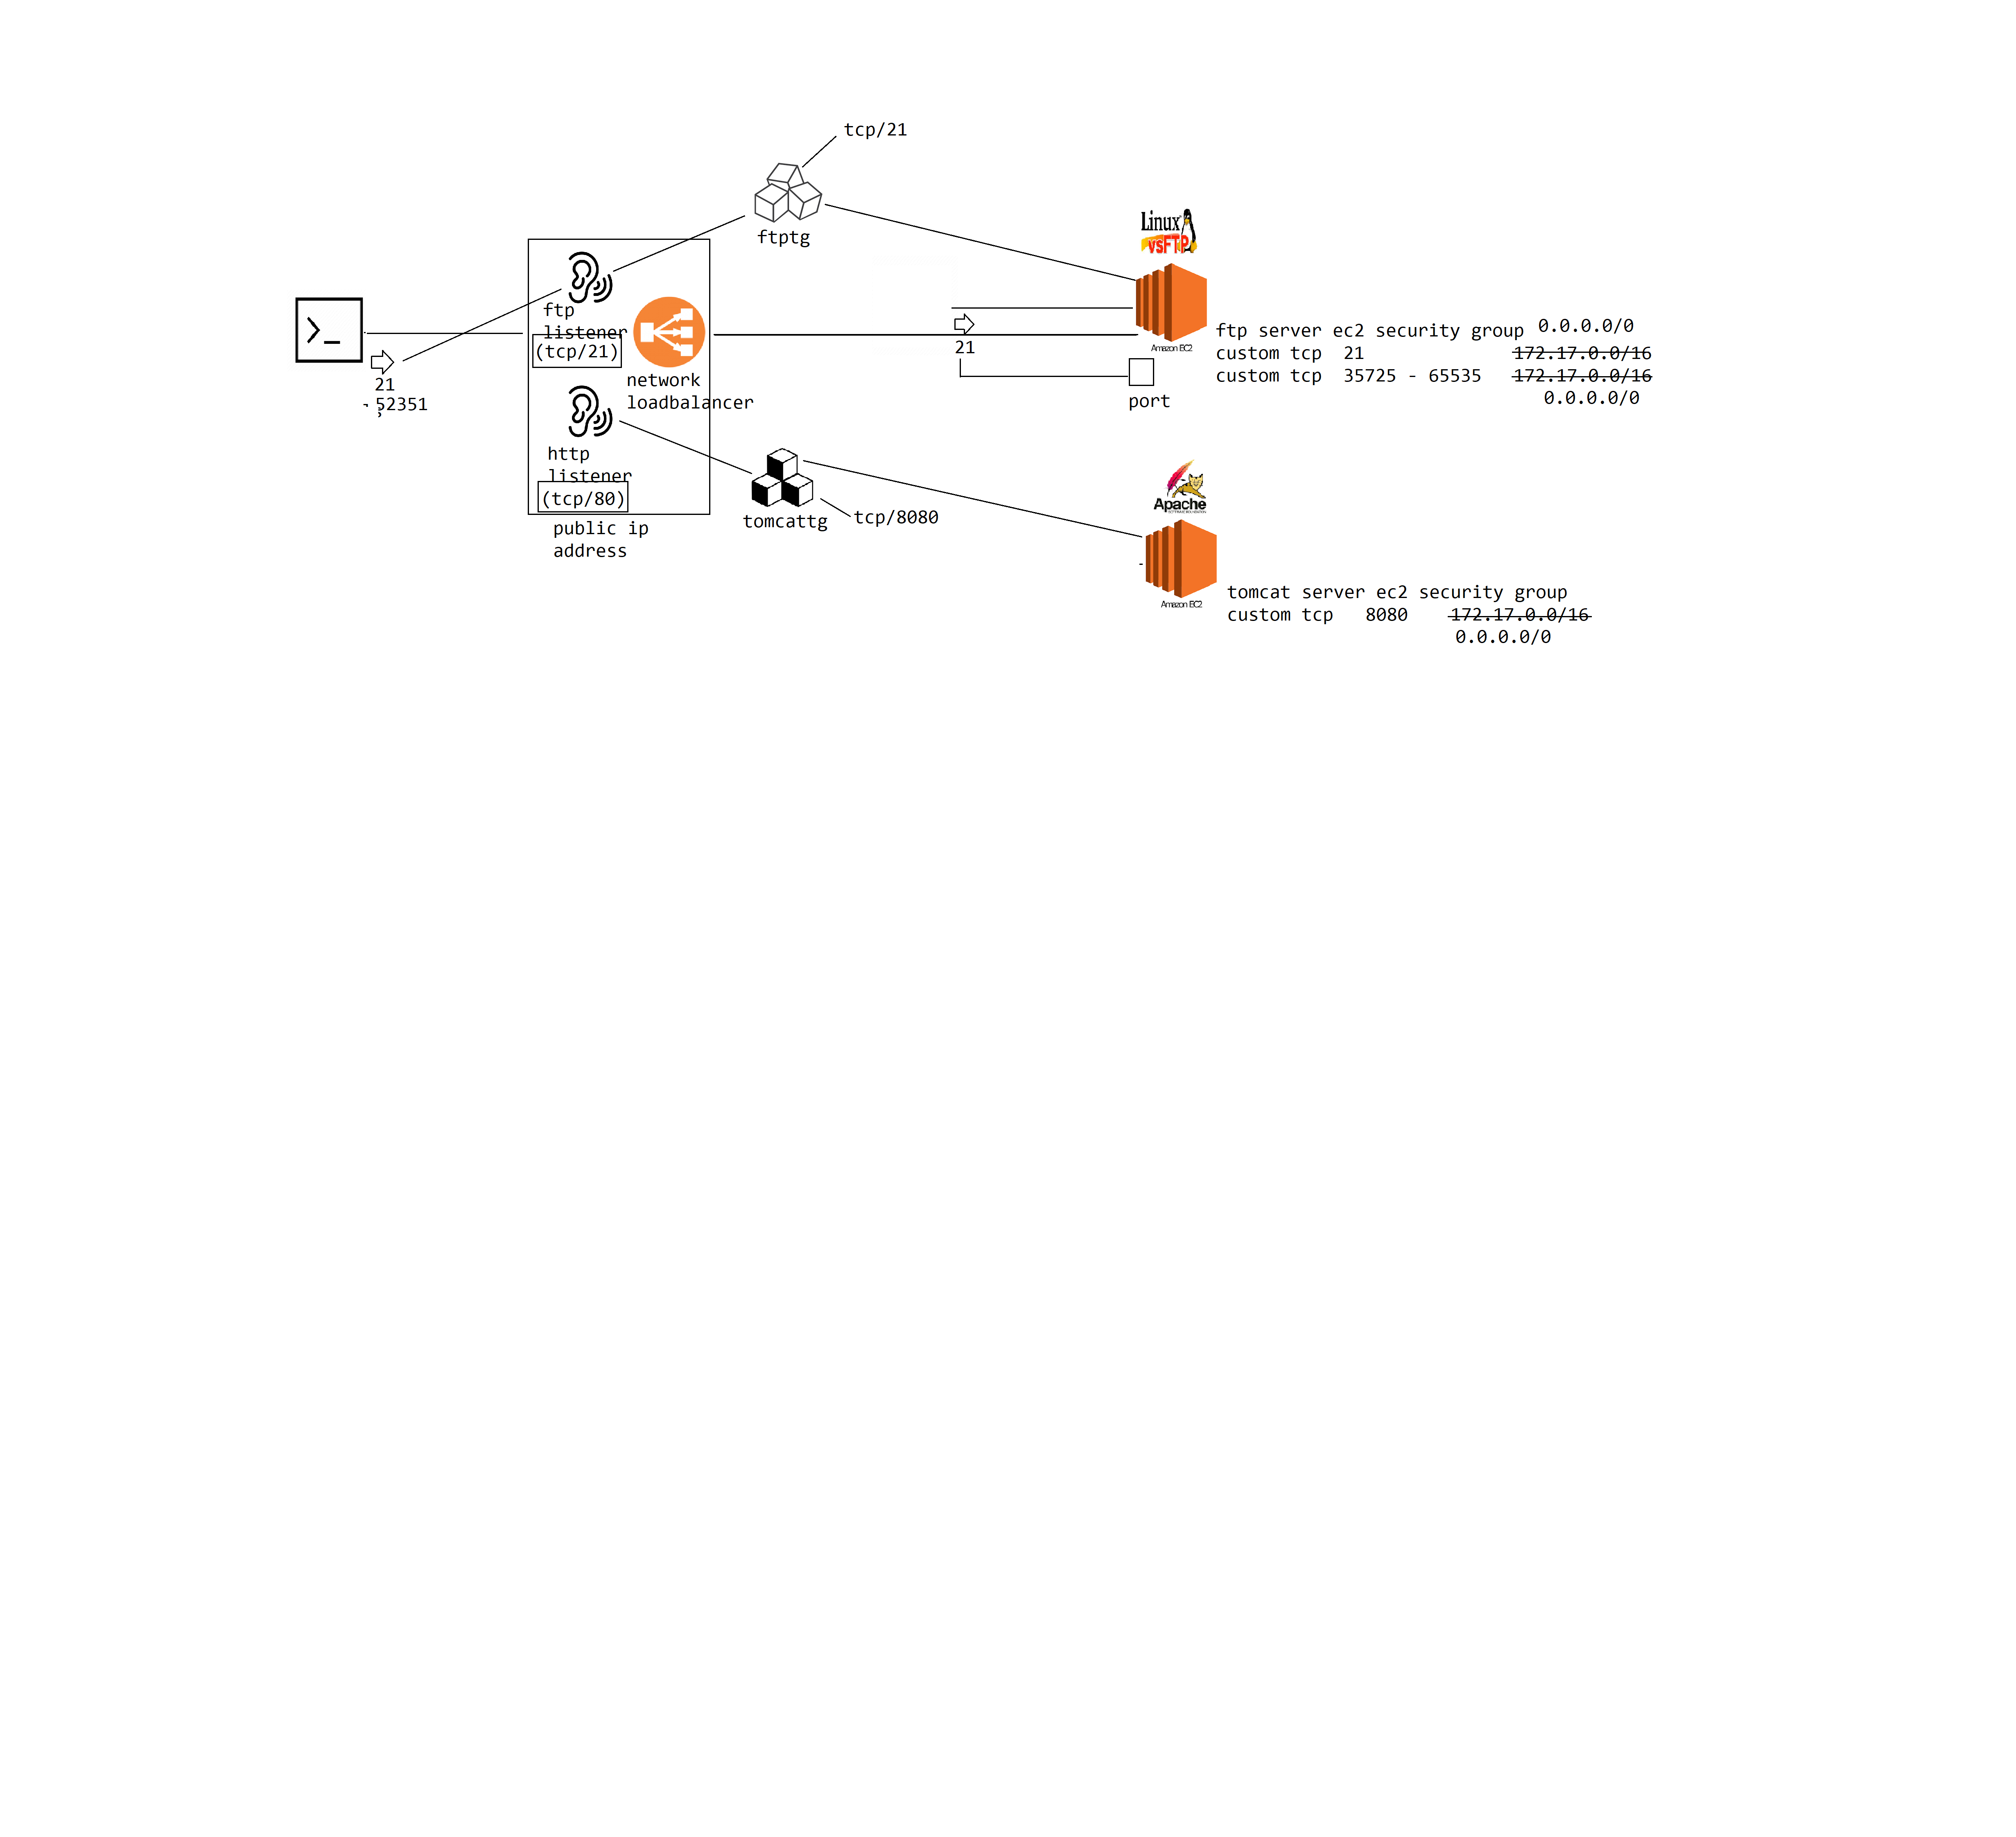 tcp/21
ftptg
Linux
vsFTP
Amazon EC2
ftp
listener
(tcp/21)
network
loadbalancer
21
52351
21
port
ftp server ec2 security group 0.0.0.0/0
custom tcp 21 172.17.0.0/16
custom tcp 35725 - 65535 172.17.0.0/16
0.0.0.0/0
http
listener
(tcp/80)
public ip
address
tomcattg
tcp/8080
Apache
Amazon EC2
tomcat server ec2 security group
custom tcp 8080 172.17.0.0/16
0.0.0.0/0
>_